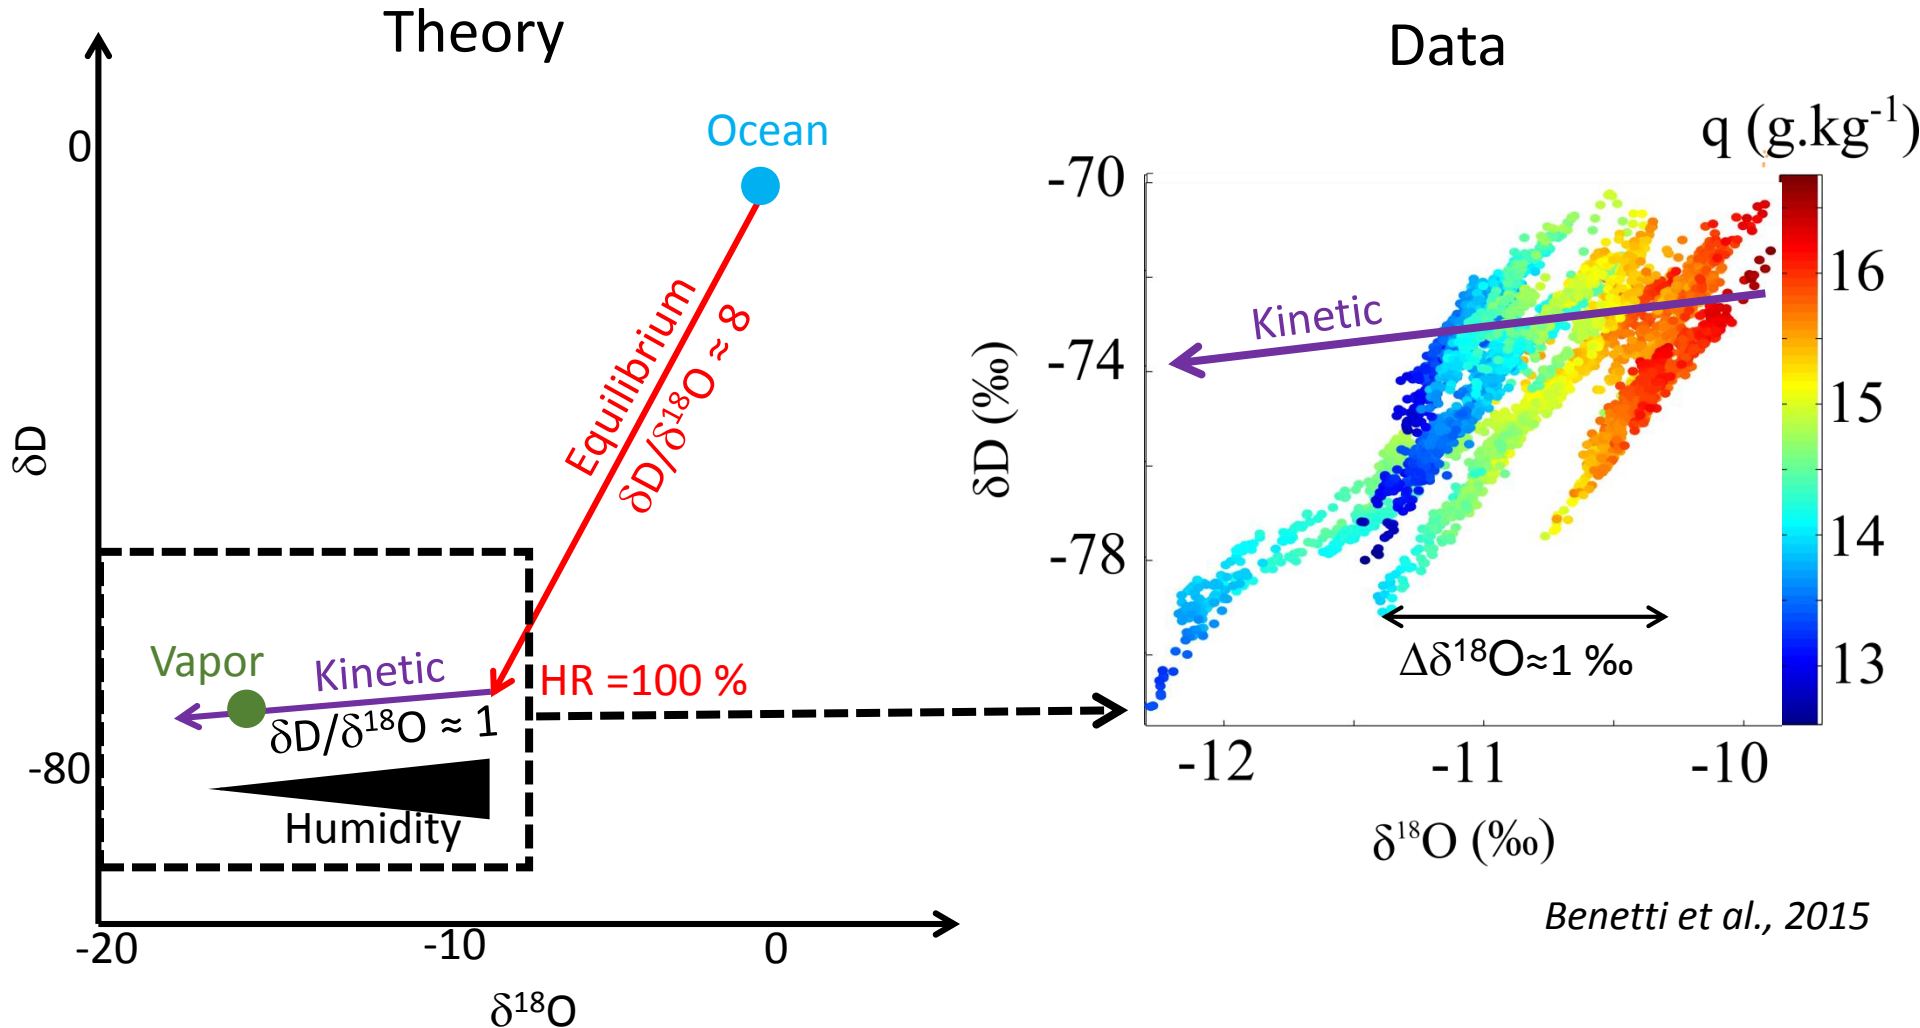 Theory
0
Ocean
Equilibrium
δD/δ¹⁸O ≈ 8
δD
Vapor
Kinetic
HR =100 %
δD/δ¹⁸O ≈ 1
-80
Humidity
-20
-10
0
δ¹⁸O
Data
q (g.kg⁻¹)
-70
-74
-78
δD (‰)
Kinetic
16
15
14
13
Δδ¹⁸O≈1 ‰
-12
-11
-10
δ¹⁸O (‰)
Benetti et al., 2015